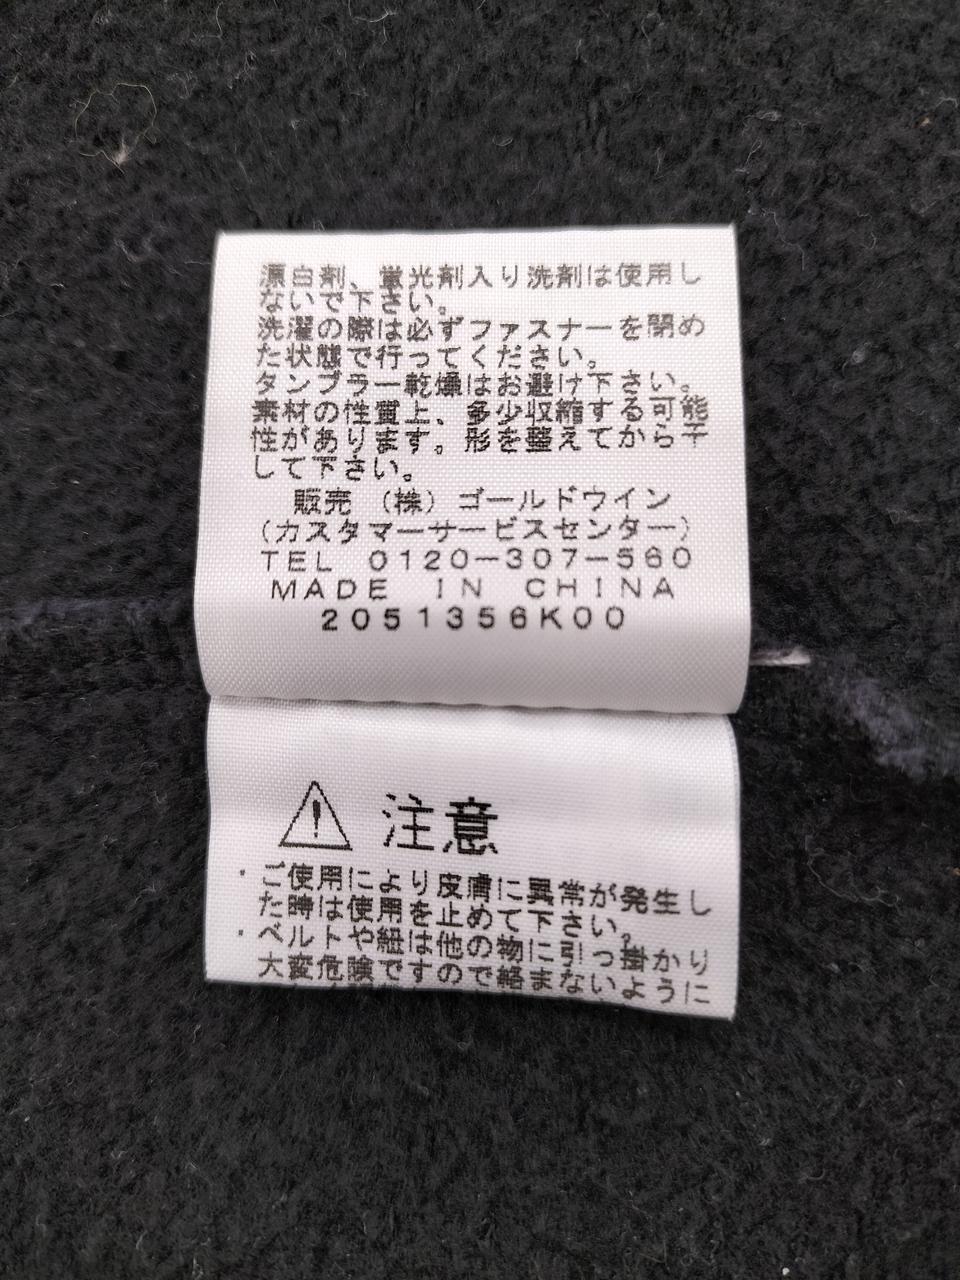 漂白剤、蛍光剤入り洗剤は使用し
ないで下さい。
洗濯の際は必ずファスナーを閉め
た状態で行ってください。
タンブラー乾燥はお避け下さい。
素材の性質上、多少収縮する可能
性があります。形を整えてから干
して下さい。
販売 (株) ゴールドウイン
(カスタマーサービスセンター)
TEL 0120-307-560
MADE IN CHINA
2051356K00
注意
・ご使用により皮膚に異常が発生し
た時は使用を止めて下さい。
・ベルトや紐は他の物に引っ掛かり
大変危険ですので絡まないように